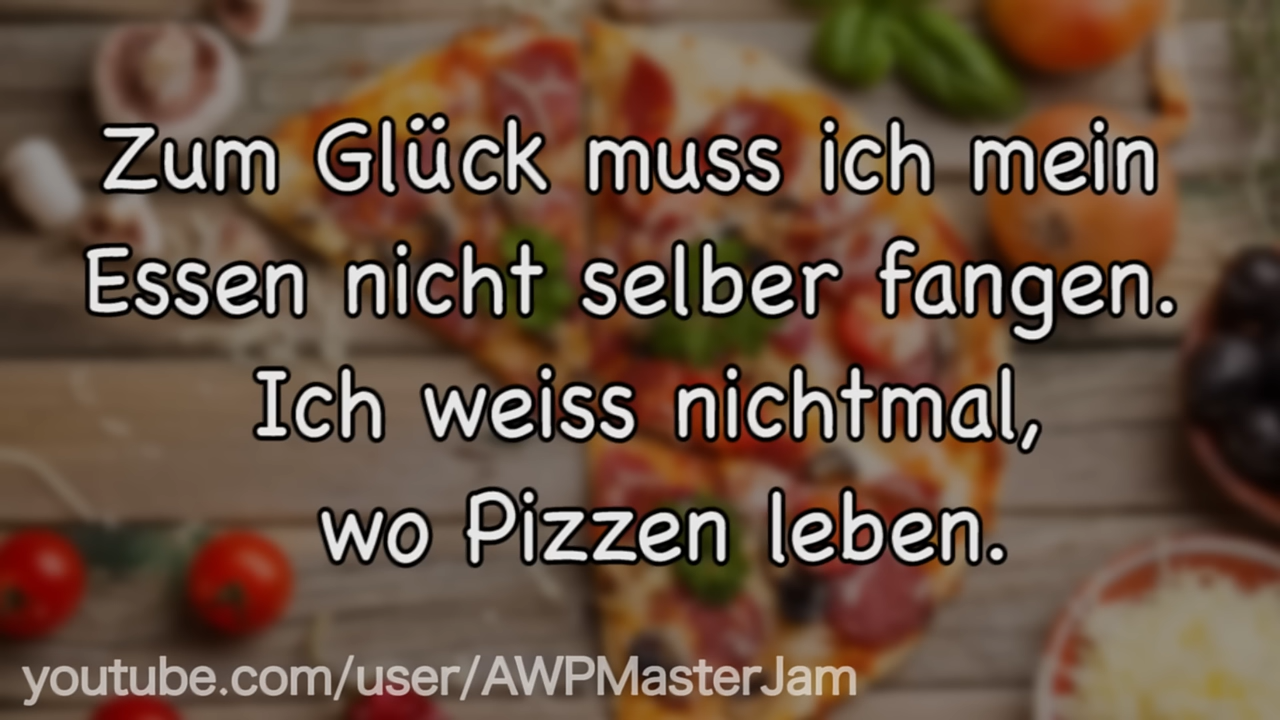 Zum Glück muss ich mein
Essen nicht selber fangen.
Ich weiss nichtmal,
wo Pizzen leben.
youtube.com/user/AWPMasterJam